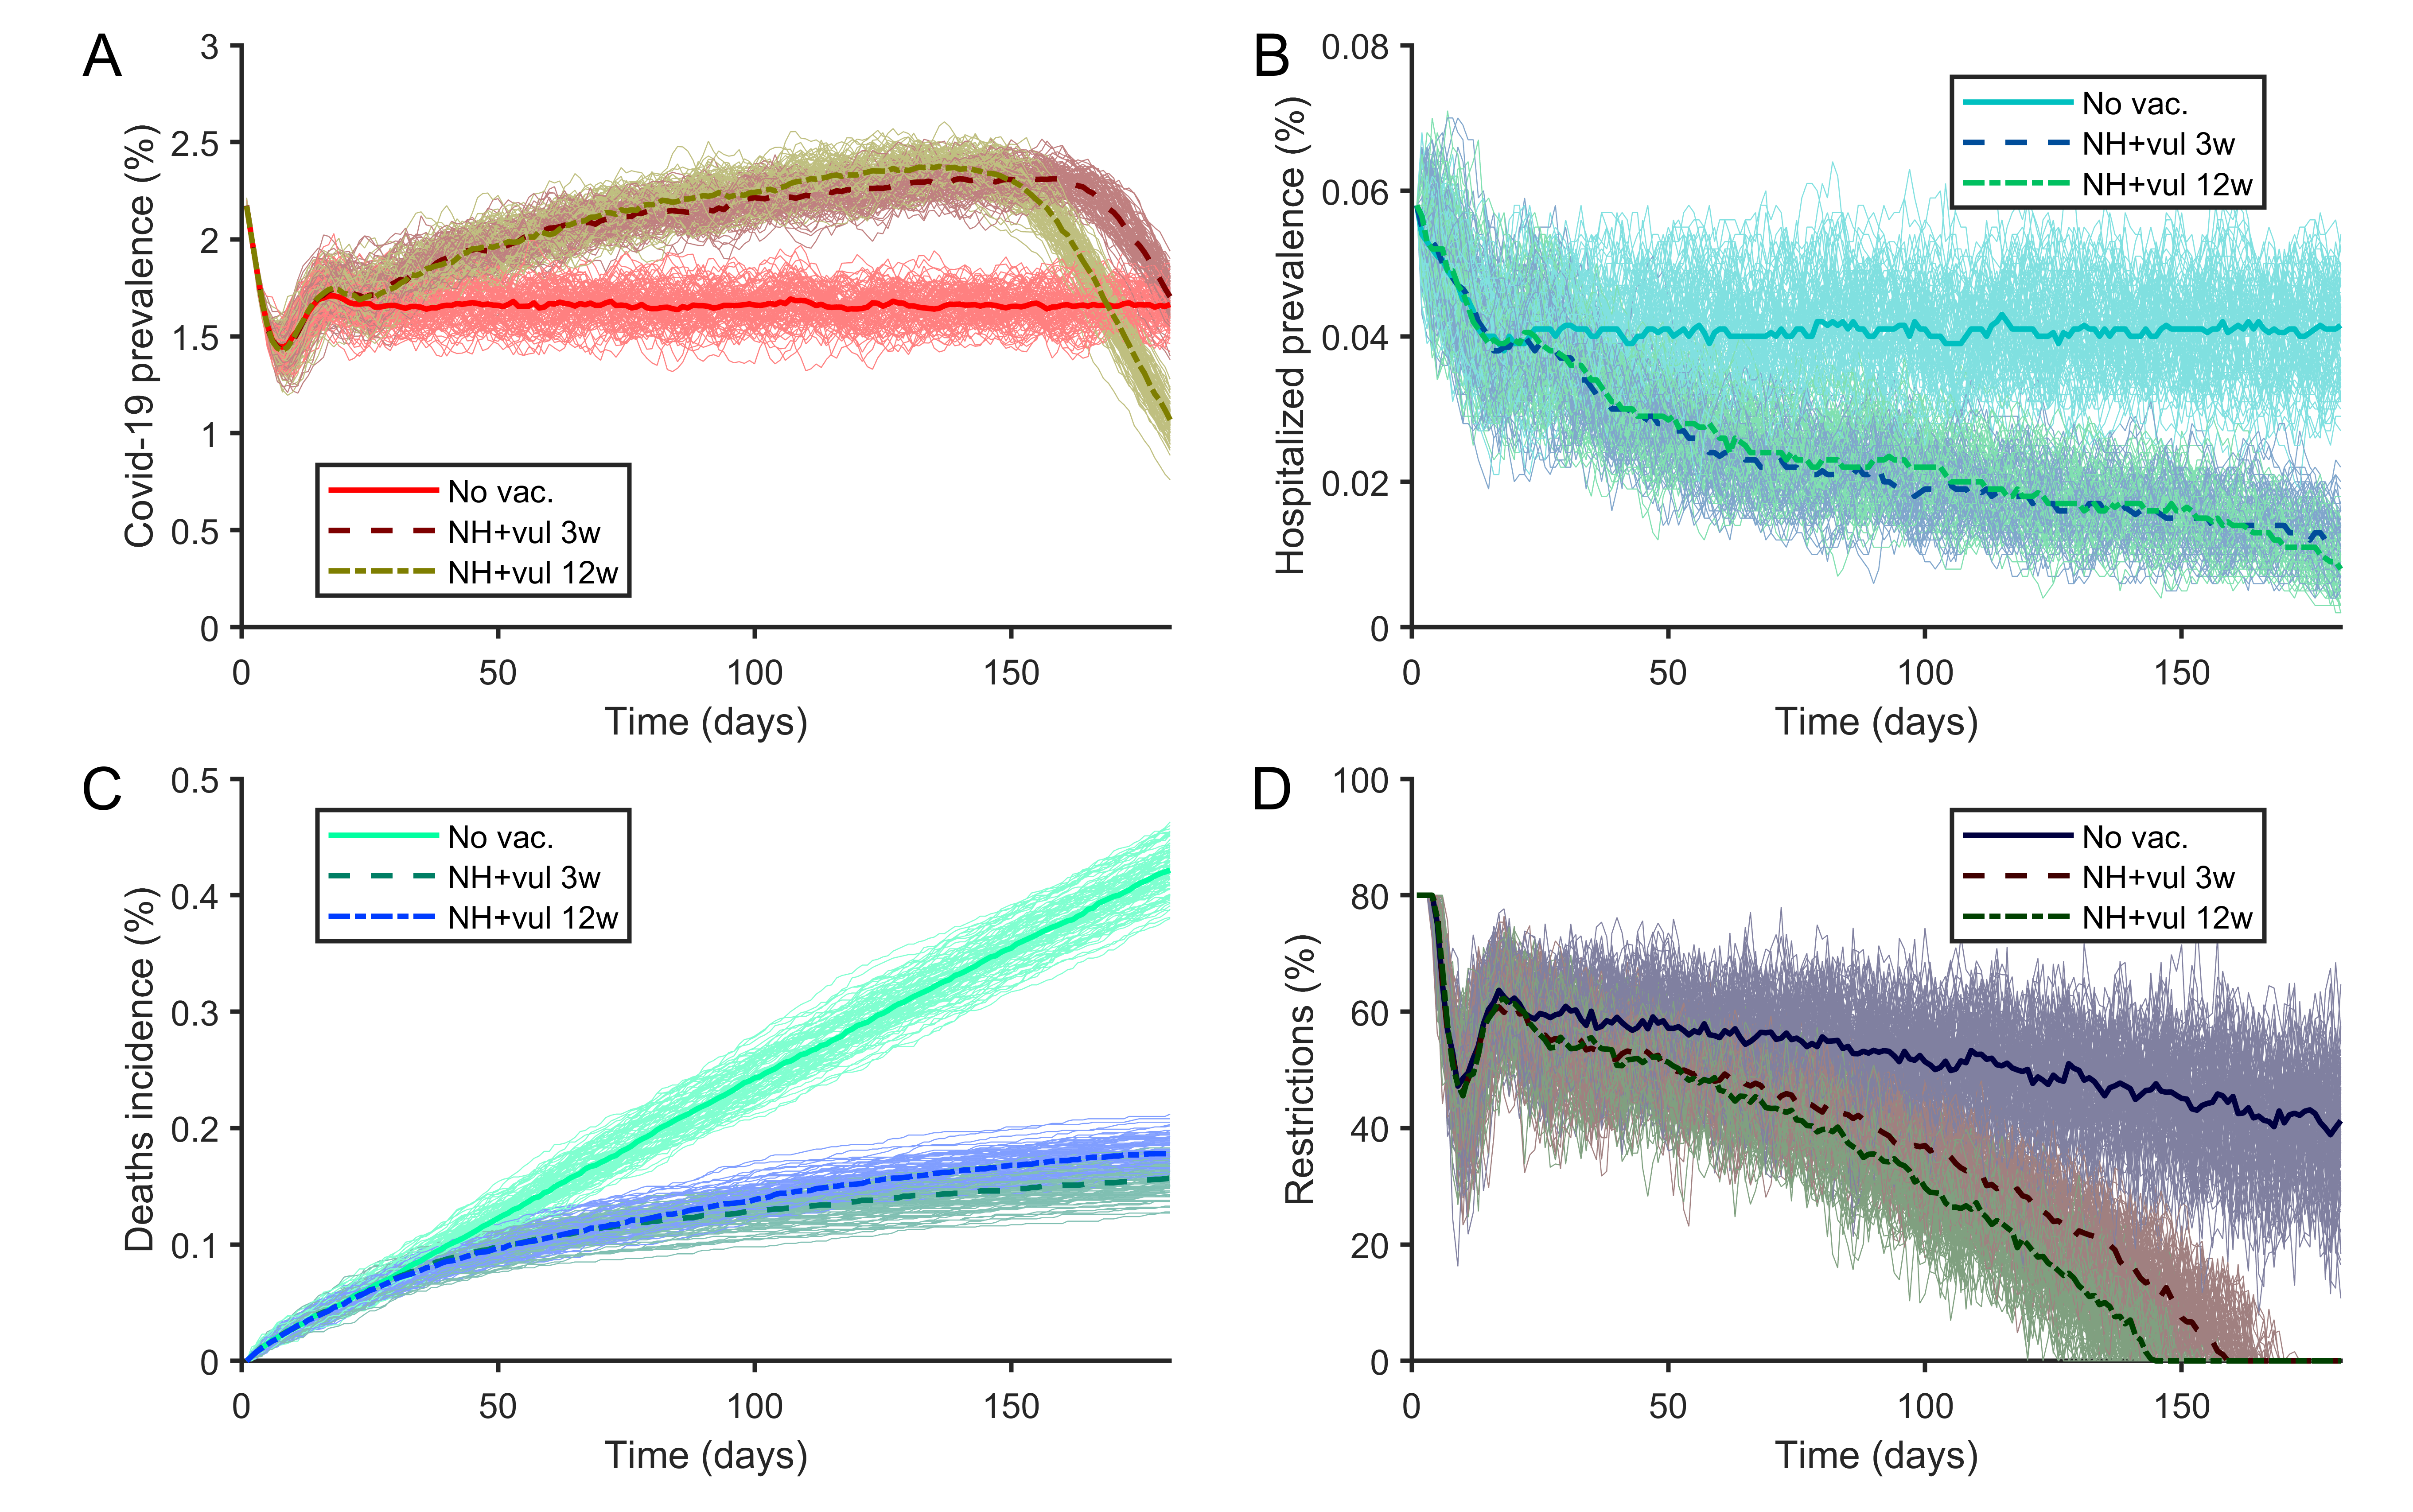 A
Covid-19 prevalence (%)
3
2.5
2
1.5
1
0.5
0
No vac.
NH+vul 3w
NH+vul 12w
0 50 100 150
Time (days)
B
Hospitalized prevalence (%)
0.08
0.06
0.04
0.02
0
No vac.
NH+vul 3w
NH+vul 12w
0 50 100 150
Time (days)
C
Deaths incidence (%)
0.5
0.4
0.3
0.2
0.1
0
No vac.
NH+vul 3w
NH+vul 12w
0 50 100 150
Time (days)
D
Restrictions (%)
100
80
60
40
20
0
No vac.
NH+vul 3w
NH+vul 12w
0 50 100 150
Time (days)